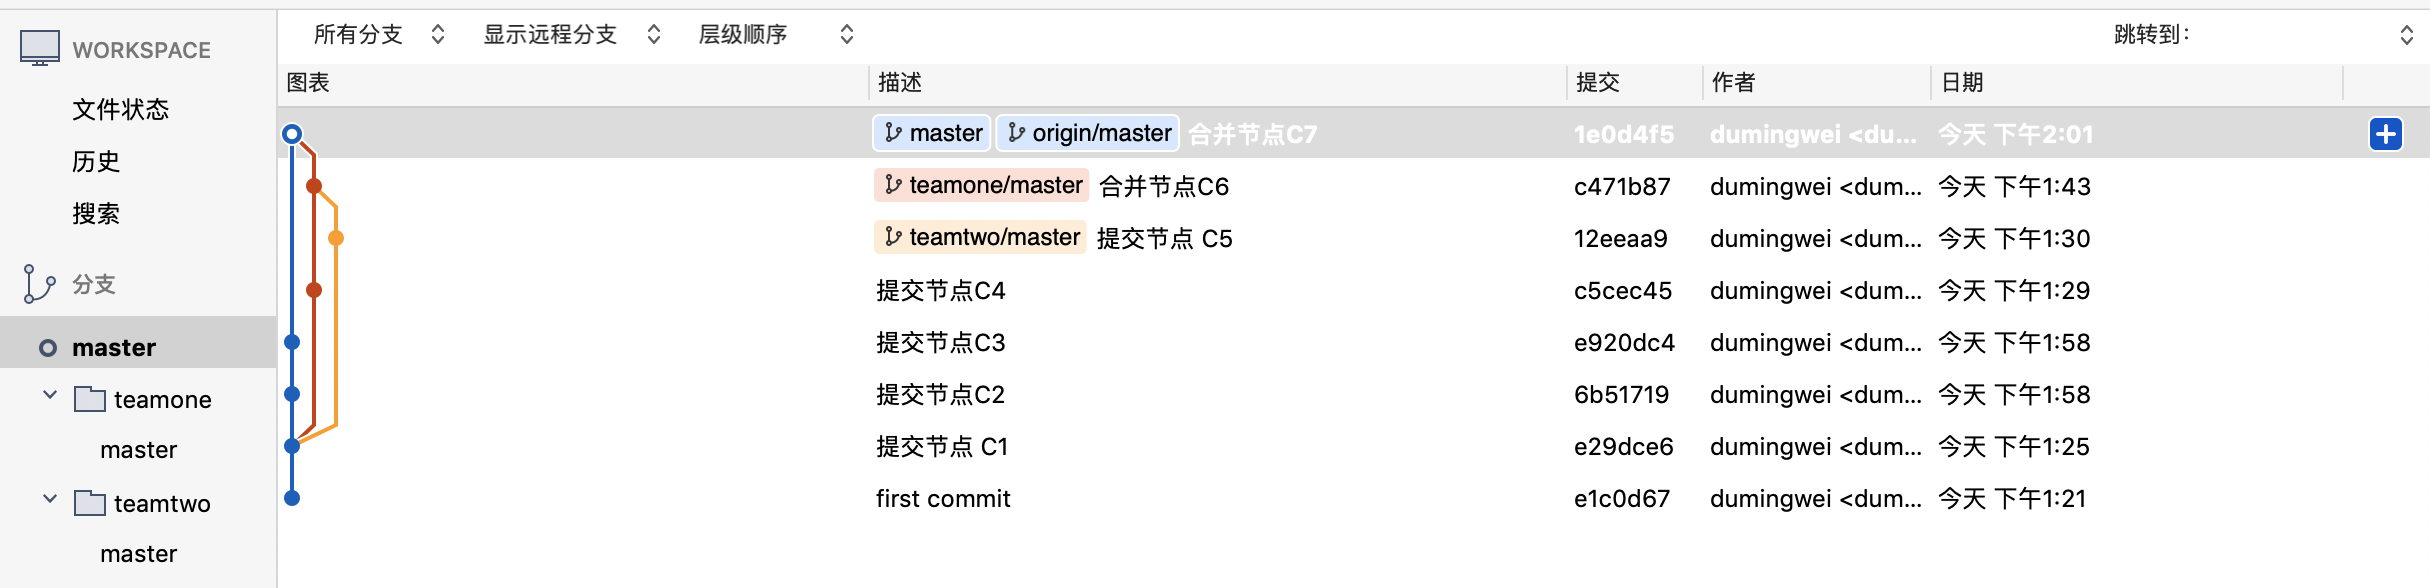 所有分支 显示远程分支 层级顺序 跳转到：
WORKSPACE
文件状态
历史
搜索
分支
master
teamone
master
teamtwo
master
图表 描述 提交 作者 日期
master origin/master 合并节点C7 1e0d4f5 dumingwei <du... 今天 下午2:01
teamone/master 合并节点C6 c471b87 dumingwei <dum... 今天 下午1:43
teamtwo/master 提交节点 C5 12eeaa9 dumingwei <dum... 今天 下午1:30
提交节点C4 c5cec45 dumingwei <dum... 今天 下午1:29
提交节点C3 e920dc4 dumingwei <dum... 今天 下午1:58
提交节点C2 6b51719 dumingwei <dum... 今天 下午1:58
提交节点 C1 e29dce6 dumingwei <dum... 今天 下午1:25
first commit e1c0d67 dumingwei <dum... 今天 下午1:21